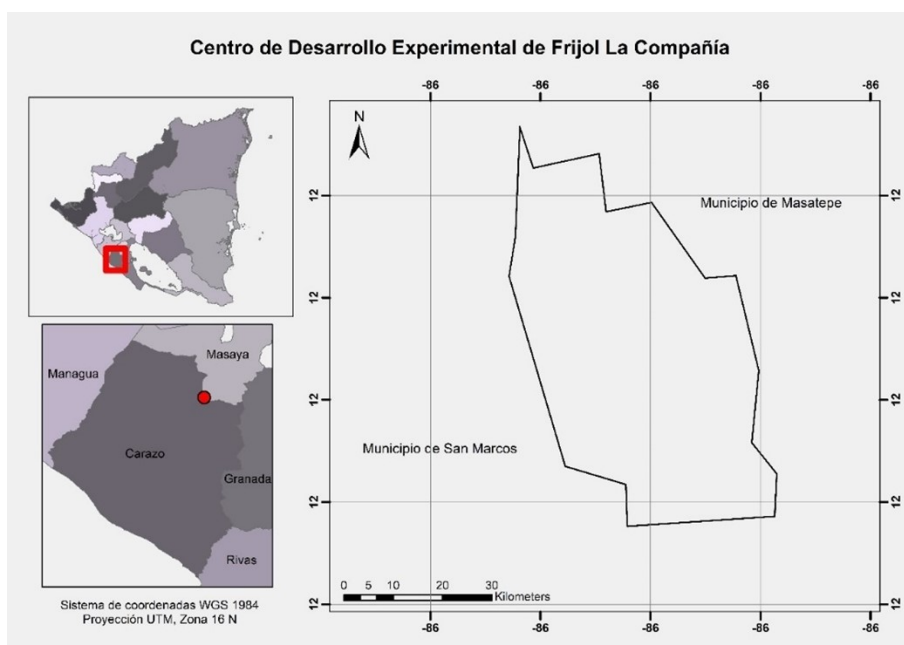 Centro de Desarrollo Experimental de Frijol La Compañía
-86 -86 -86 -86 -86
N
12 12
Municipio de Masatepe
12 12
Masaya
Managua
12 12
Carazo
Municipio de San Marcos
Granada
12 12
Rivas
0 5 10 20 30
Kilometers
12 12
Sistema de coordenadas WGS 1984
Proyección UTM, Zona 16 N
-86 -86 -86 -86 -86